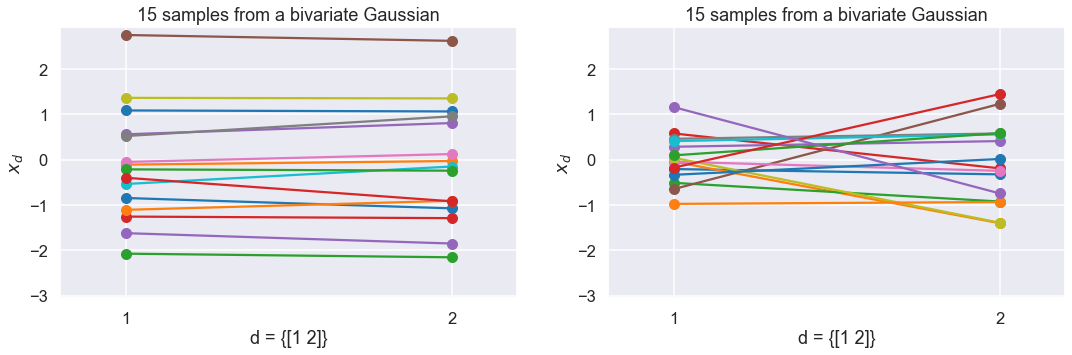 15 samples from a bivariate Gaussian
2
1
0
−1
−2
−3
x_d
1
2
d = {[1 2]}
15 samples from a bivariate Gaussian
2
1
0
−1
−2
−3
x_d
1
2
d = {[1 2]}